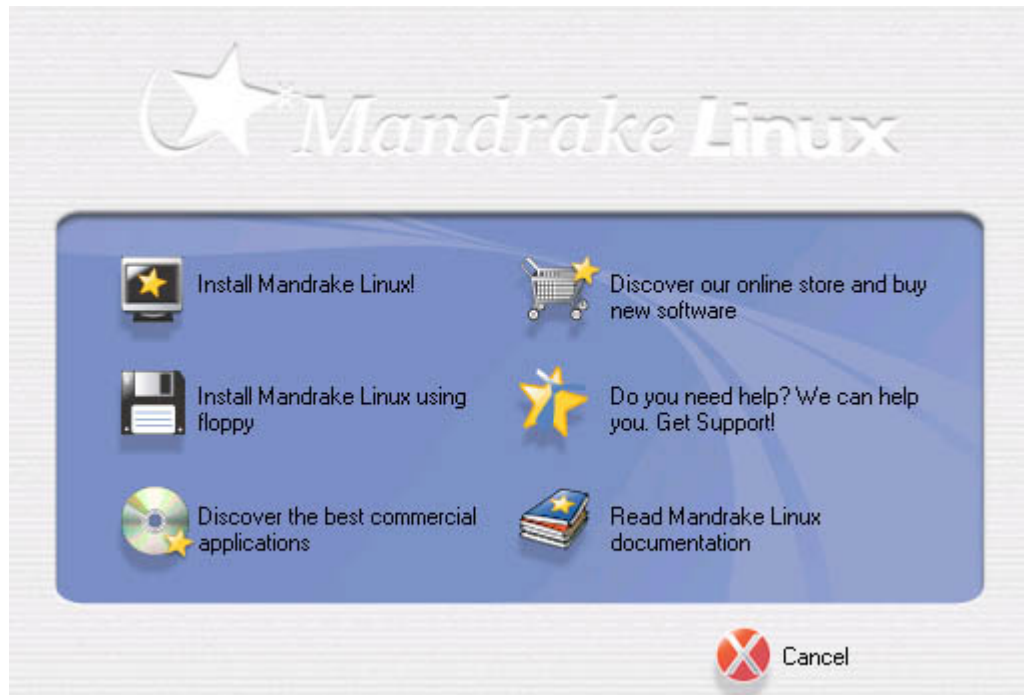 Mandrake Linux
Install Mandrake Linux!
Install Mandrake Linux using
floppy
Discover the best commercial
applications
Discover our online store and buy
new software
Do you need help? We can help
you. Get Support!
Read Mandrake Linux
documentation
Cancel